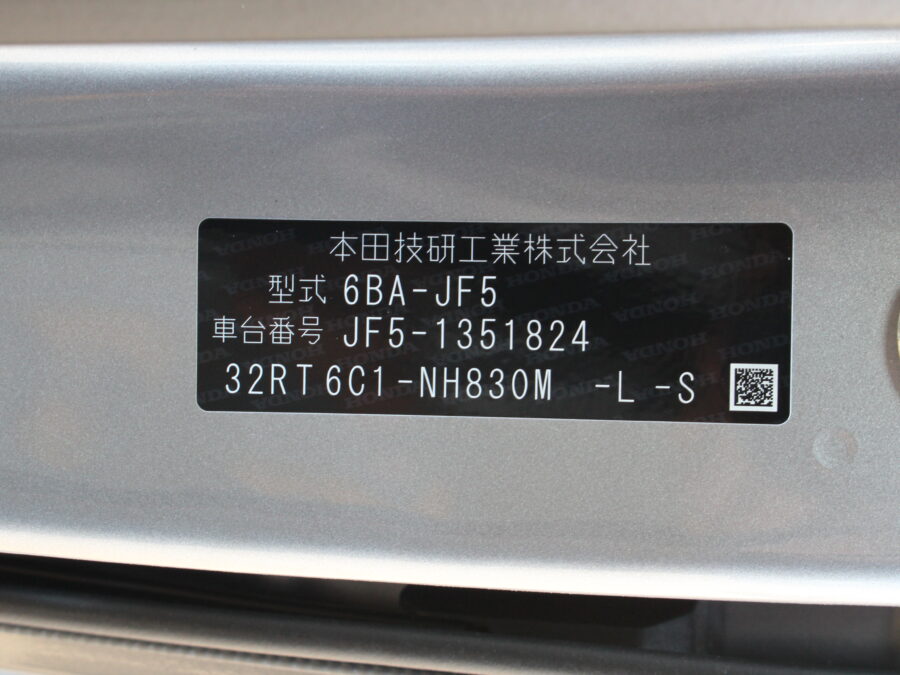 本田技研工業株式会社
型式 6BA-JF5
車台番号 JF5-1351824
32RT6C1-NH830M -L-S